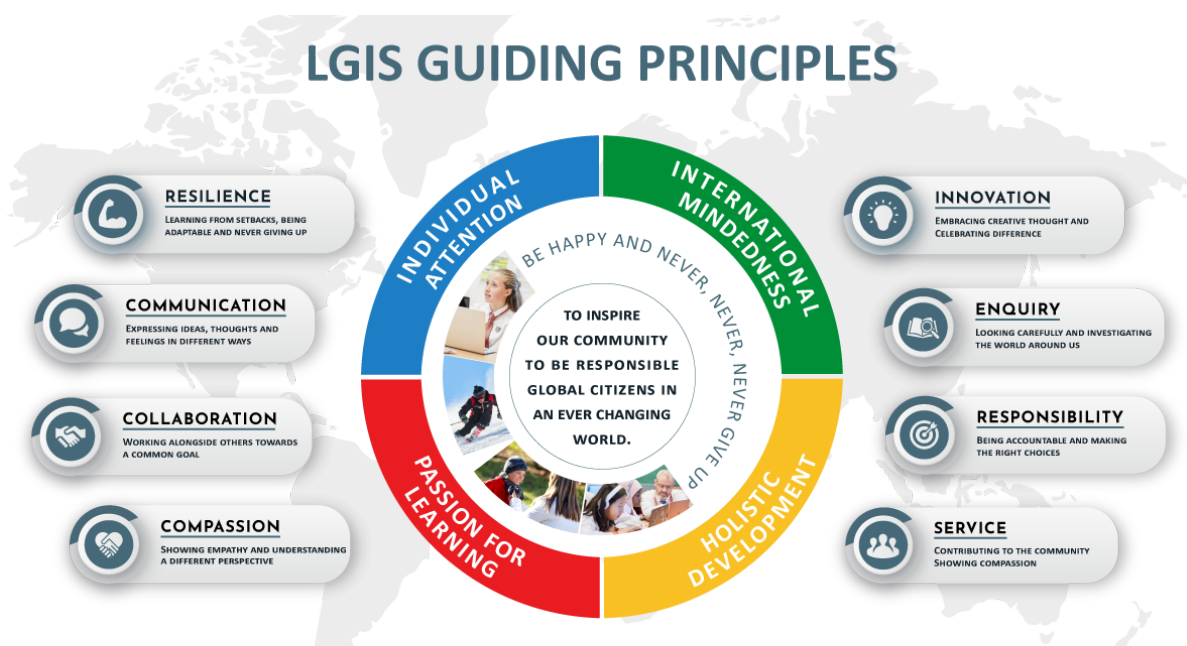 LGIS GUIDING PRINCIPLES
RESILIENCE
LEARNING FROM SETBACKS, BEING
ADAPTABLE AND NEVER GIVING UP
COMMUNICATION
EXPRESSING IDEAS, THOUGHTS AND
FEELINGS IN DIFFERENT WAYS
COLLABORATION
WORKING ALONGSIDE OTHERS TOWARDS
A COMMON GOAL
COMPASSION
SHOWING EMPATHY AND UNDERSTANDING
A DIFFERENT PERSPECTIVE
INDIVIDUAL
ATTENTION
INTERNATIONAL
MINDEDNESS
PASSION FOR
LEARNING
HOLISTIC
DEVELOPMENT
BE HAPPY AND NEVER, NEVER, NEVER GIVE UP
TO INSPIRE
OUR COMMUNITY
TO BE RESPONSIBLE
GLOBAL CITIZENS IN
AN EVER CHANGING
WORLD.
INNOVATION
EMBRACING CREATIVE THOUGHT AND
CELEBRATING DIFFERENCE
ENQUIRY
LOOKING CAREFULLY AND INVESTIGATING
THE WORLD AROUND US
RESPONSIBILITY
BEING ACCOUNTABLE AND MAKING
THE RIGHT CHOICES
SERVICE
CONTRIBUTING TO THE COMMUNITY
SHOWING COMPASSION